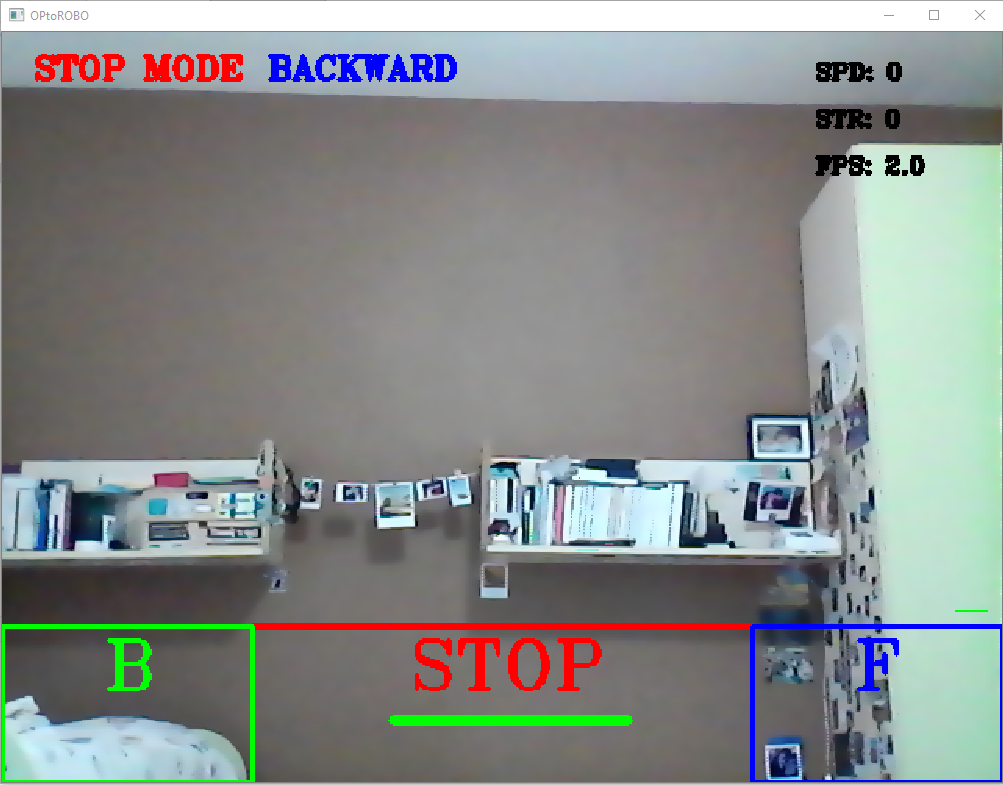 OPtoROBO
STOP MODE BACKWARD
SPD: 0
STR: 0
FPS: 2.0
B STOP F